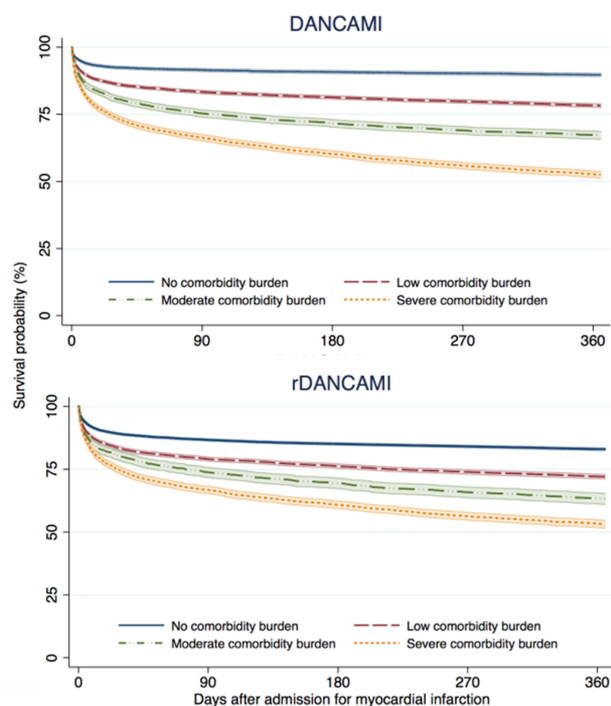 DANCAMI
100
75
50
25
0
No comorbidity burden
Low comorbidity burden
Moderate comorbidity burden
Severe comorbidity burden
0 90 180 270 360
Survival probability (%)
rDANCAMI
100
75
50
25
0
No comorbidity burden
Low comorbidity burden
Moderate comorbidity burden
Severe comorbidity burden
0 90 180 270 360
Days after admission for myocardial infarction